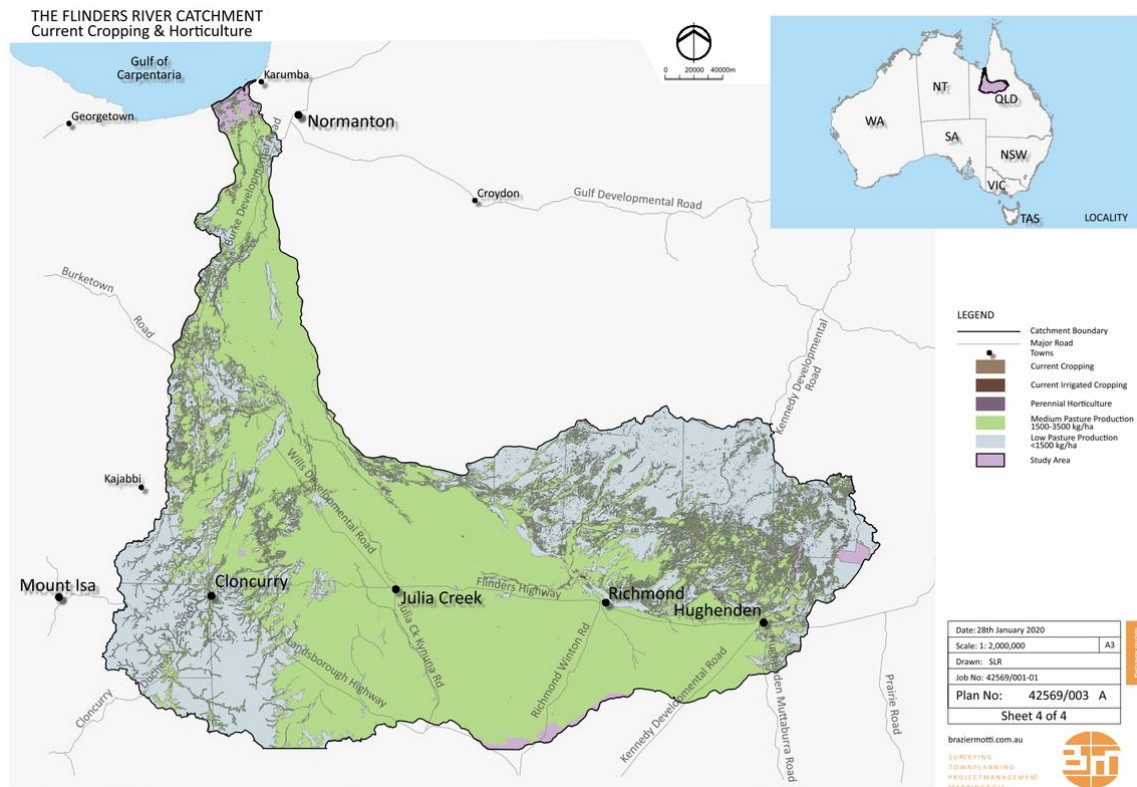 THE FLINDERS RIVER CATCHMENT
Current Cropping & Horticulture
Gulf of
Carpentaria
Karumba
Georgetown
Normanton
Croydon
Gulf Developmental Road
Burke Developmental Road
Burketown
Road
Kennedy Developmental
Road
Kajabbi
Wills Developmental Road
Mount Isa
Cloncurry
Julia Creek
Flinders Highway
Richmond
Hughenden
Julia Ck Kynuna Rd
Landsborough Highway
Richmond Winton Rd
Kennedy Developmental Road
Muttaburra Road
Prairie Road
Cloncurry
0 20000 40000m
NT
QLD
WA
SA
NSW
VIC
TAS
LOCALITY
LEGEND
Catchment Boundary
Major Road
Towns
Current Cropping
Current Irrigated Cropping
Perennial Horticulture
Medium Pasture Production
1500-3500 kg/ha
Low Pasture Production
<1500 kg/ha
Study Area
Date: 28th January 2020
Scale: 1: 2,000,000 A3
Drawn: SLR
Job No: 42569/001-01
Plan No: 42569/003 A
Sheet 4 of 4
braziermotti.com.au
SURVEYING
TOWNPLANNING
PROJECTMANAGEMENT